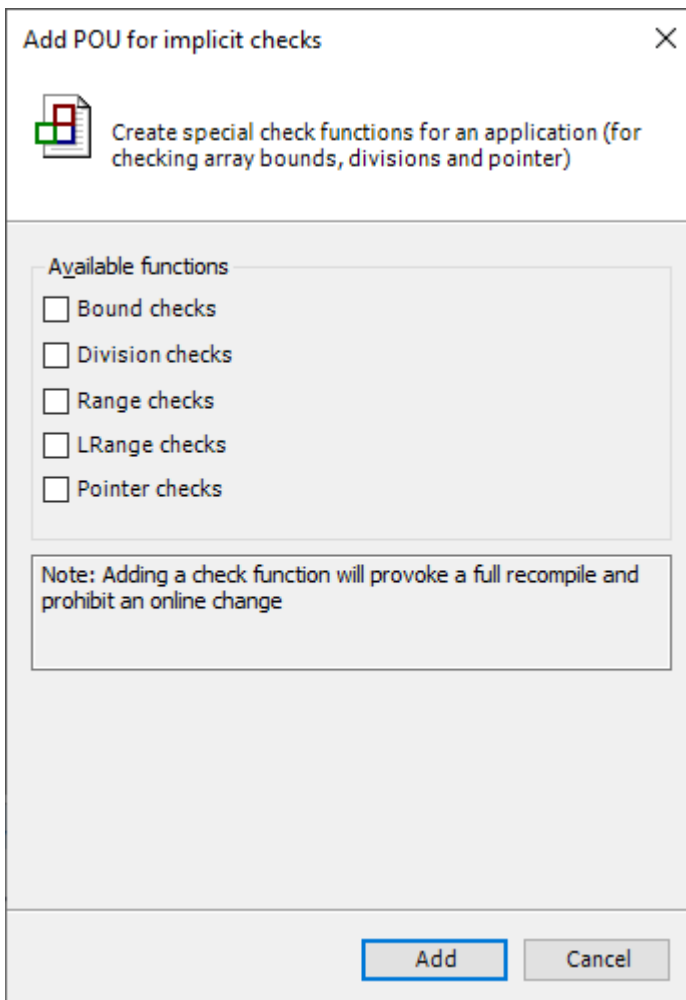 Add POU for implicit checks
Create special check functions for an application (for
checking array bounds, divisions and pointer)
Available functions
Bound checks
Division checks
Range checks
LRange checks
Pointer checks
Note: Adding a check function will provoke a full recompile and
prohibit an online change
Add
Cancel